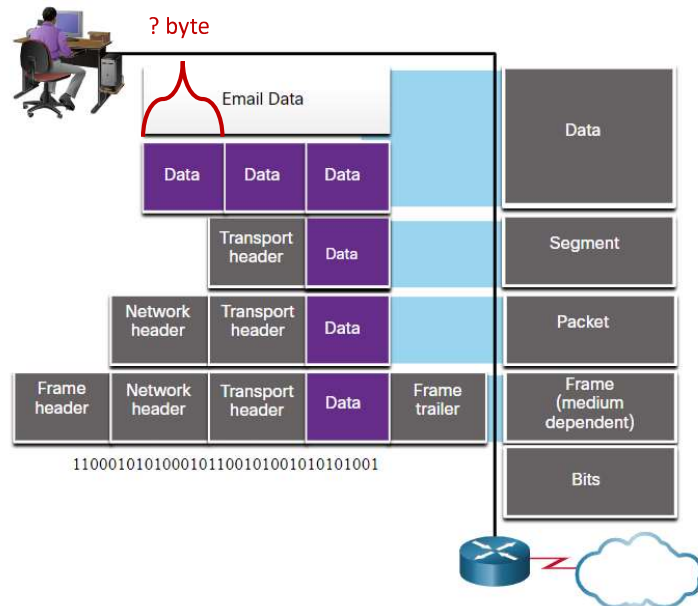 ? byte
Email Data
Data
Data
Data
Data
Transport
header
Data
Segment
Network
header
Transport
header
Data
Packet
Frame
header
Network
header
Transport
header
Data
Frame
trailer
Frame
(medium
dependent)
110001010100010110010100101010101001
Bits